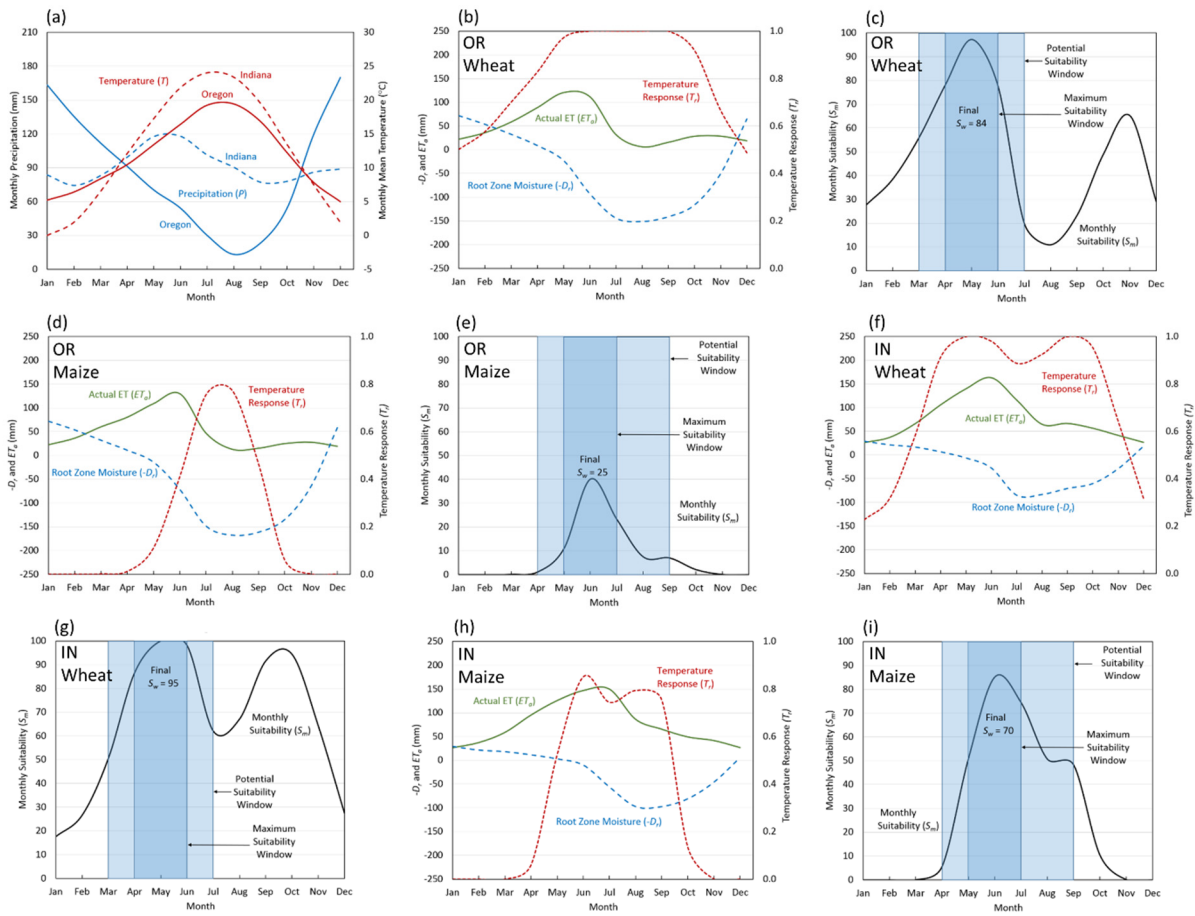 (a)
Monthly Precipitation (mm)
210
180
150
120
90
60
30
0
30
25
20
15
10
5
0
-5
Monthly Mean Temperature (°C)
Temperature (T)
Indiana
Oregon
Indiana
Precipitation (P)
Oregon
Jan Feb Mar Apr May Jun Jul Aug Sep Oct Nov Dec
Month
(b)
OR
Wheat
-Dr and ETa (mm)
250
200
150
100
50
0
-50
-100
-150
-200
-250
1.0
0.8
0.6
0.4
0.2
0.0
Temperature Response (Tr)
Temperature
Response (Tr)
Actual ET (ETa)
Root Zone Moisture (-Dr)
Jan Feb Mar Apr May Jun Jul Aug Sep Oct Nov Dec
Month
(c)
OR
Wheat
Monthly Suitability (Sm)
100
90
80
70
60
50
40
30
20
10
0
Potential
Suitability
Window
Maximum
Suitability
Window
Final
Sw = 84
Monthly
Suitability (Sm)
Jan Feb Mar Apr May Jun Jul Aug Sep Oct Nov Dec
Month
(d)
OR
Maize
-Dr and ETa (mm)
250
200
150
100
50
0
-50
-100
-150
-200
-250
1.0
0.8
0.6
0.4
0.2
0.0
Temperature Response (Tr)
Actual ET (ETa)
Temperature
Response (Tr)
Root Zone Moisture (-Dr)
Jan Feb Mar Apr May Jun Jul Aug Sep Oct Nov Dec
Month
(e)
OR
Maize
Monthly Suitability (Sm)
100
90
80
70
60
50
40
30
20
10
0
Potential
Suitability
Window
Maximum
Suitability
Window
Final
Sw = 25
Monthly
Suitability (Sm)
Jan Feb Mar Apr May Jun Jul Aug Sep Oct Nov Dec
Month
(f)
IN
Wheat
-Dr and ETa (mm)
250
200
150
100
50
0
-50
-100
-150
-200
-250
1.0
0.8
0.6
0.4
0.2
0.0
Temperature Response (Tr)
Temperature
Response (Tr)
Actual ET (ETa)
Root Zone Moisture (-Dr)
Jan Feb Mar Apr May Jun Jul Aug Sep Oct Nov Dec
Month
(g)
IN
Wheat
Monthly Suitability (Sm)
100
90
80
70
60
50
40
30
20
10
0
Final
Sw = 95
Monthly
Suitability (Sm)
Potential
Suitability
Window
Maximum
Suitability
Window
Jan Feb Mar Apr May Jun Jul Aug Sep Oct Nov Dec
Month
(h)
IN
Maize
-Dr and ETa (mm)
250
200
150
100
50
0
-50
-100
-150
-200
-250
1.0
0.8
0.6
0.4
0.2
0.0
Temperature Response (Tr)
Temperature
Response (Tr)
Actual ET (ETa)
Root Zone Moisture (-Dr)
Jan Feb Mar Apr May Jun Jul Aug Sep Oct Nov Dec
Month
(i)
IN
Maize
Monthly Suitability (Sm)
100
90
80
70
60
50
40
30
20
10
0
Potential
Suitability
Window
Final
Sw = 70
Maximum
Suitability
Window
Monthly
Suitability (Sm)
Jan Feb Mar Apr May Jun Jul Aug Sep Oct Nov Dec
Month